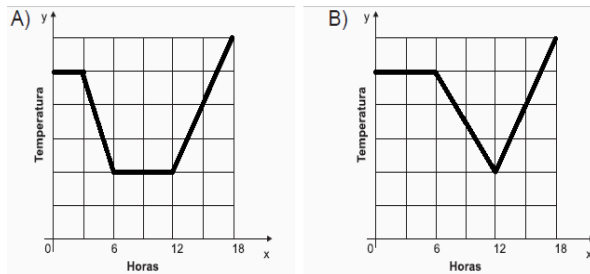 A)
y
Temperatura
0 6 12 18 x
Horas
B)
y
Temperatura
0 6 12 18 x
Horas